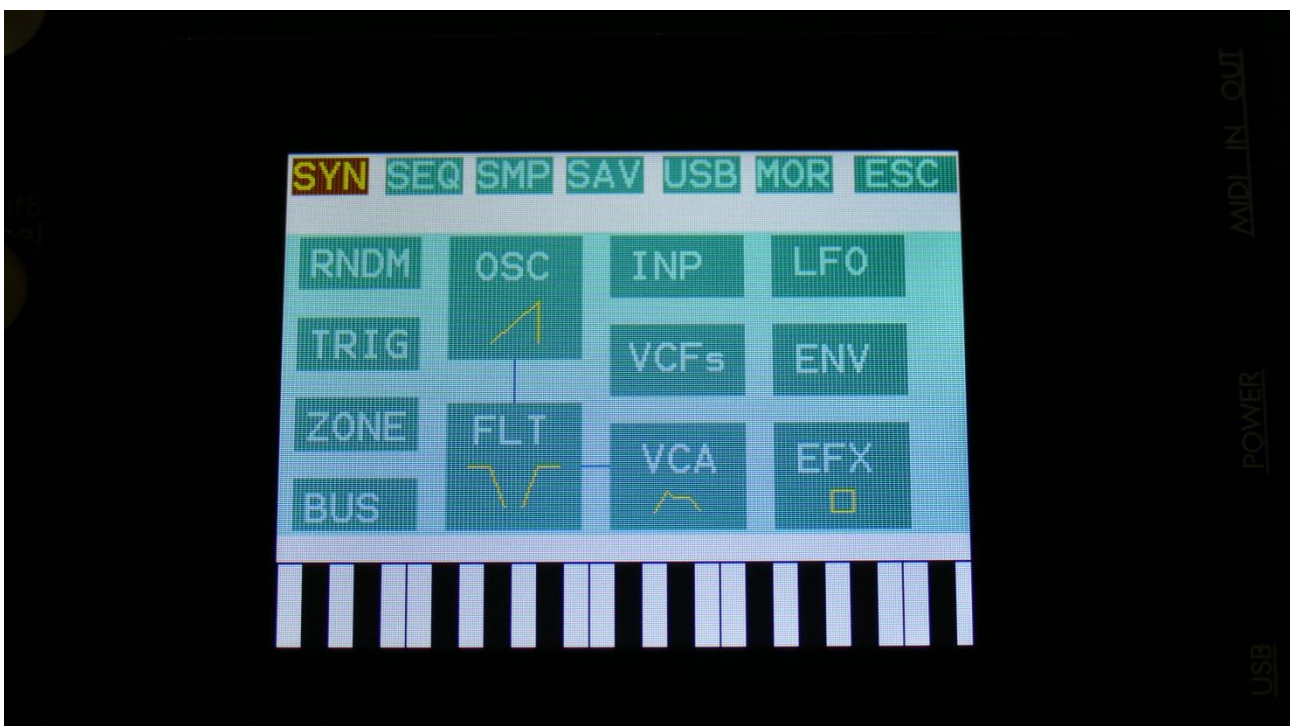 SYN SEQ SMP SAV USB MOR ESC
RNDM OSC INP LFO
TRIG VCFs ENV
ZONE FLT VCA EFX
BUS
MIDI IN OUT
POWER
USB